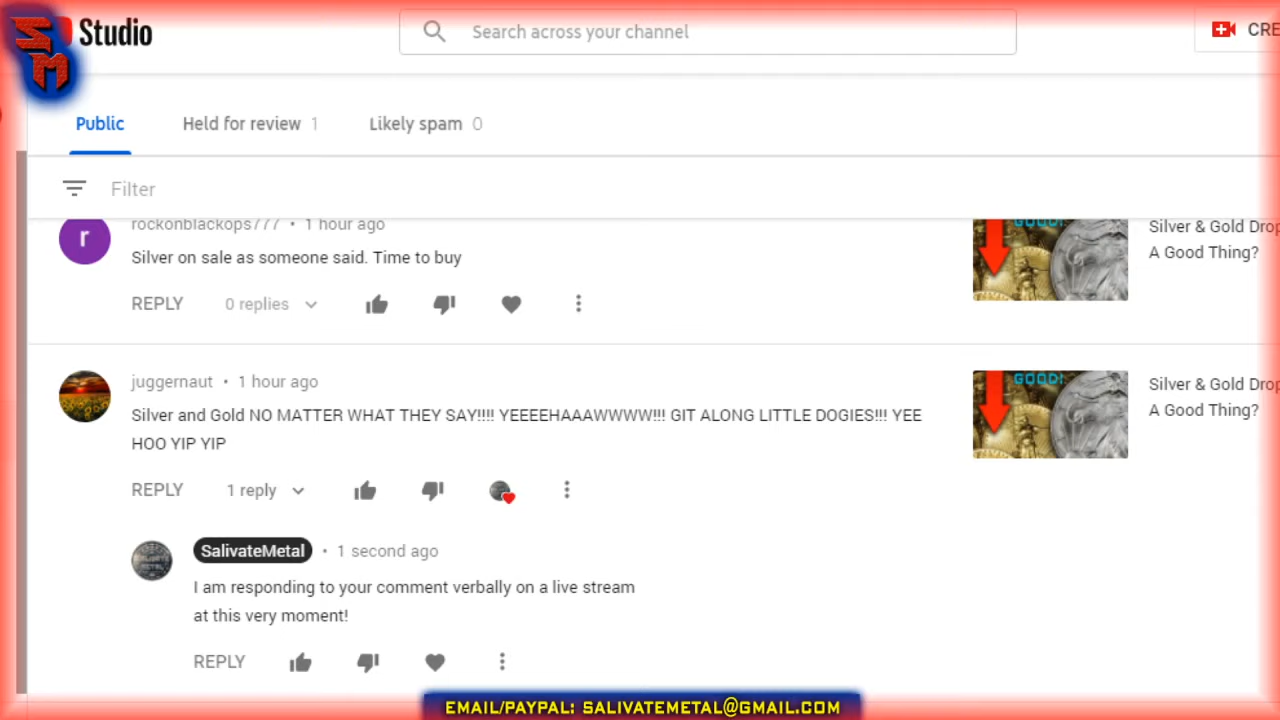 SM
Studio
Search across your channel
CRE
Public
Held for review 1
Likely spam 0
Filter
rockonblackops777 • 1 hour ago
Silver on sale as someone said. Time to buy
REPLY 0 replies
GOOD!
Silver & Gold Drop
A Good Thing?
juggernaut • 1 hour ago
Silver and Gold NO MATTER WHAT THEY SAY!!!! YEEEEHAAAWWWW!!! GIT ALONG LITTLE DOGIES!!! YEE
HOO YIP YIP
REPLY 1 reply
GOOD!
Silver & Gold Drop
A Good Thing?
SalivateMetal • 1 second ago
I am responding to your comment verbally on a live stream
at this very moment!
REPLY
EMAIL/PAYPAL: SALIVATEMETAL@GMAIL.COM